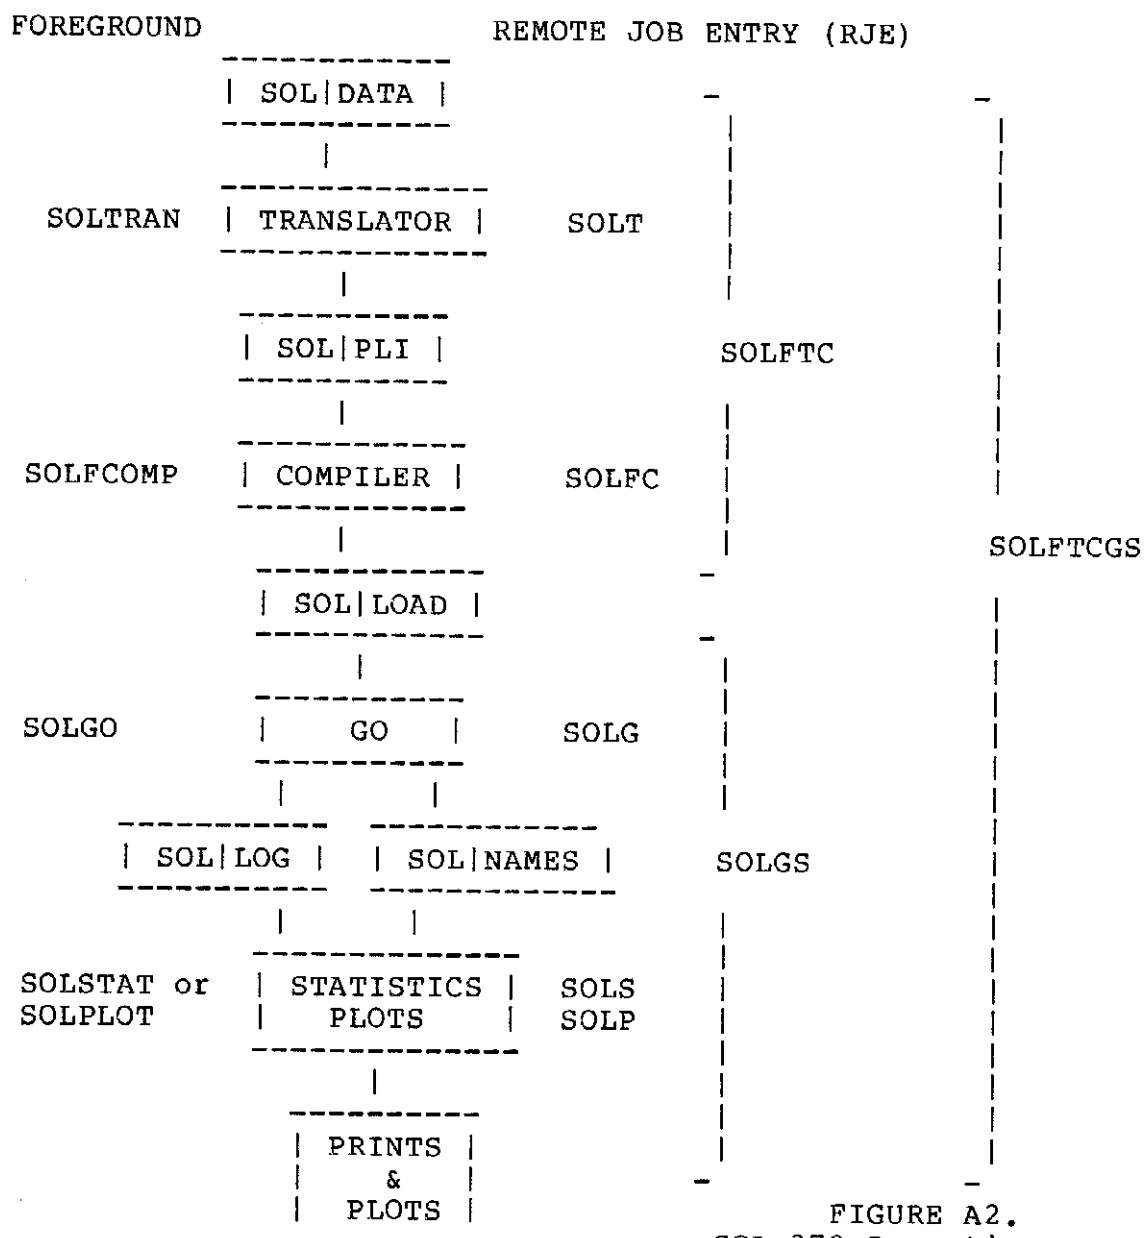 FOREGROUND REMOTE JOB ENTRY (RJE)
SOL|DATA
SOLTRAN TRANSLATOR SOLT
SOL|PLI SOLFTC
SOLFCOMP COMPILER SOLFC
SOLFTCGS
SOL|LOAD
SOLGO GO SOLG
SOL|LOG SOL|NAMES SOLGS
SOLSTAT or STATISTICS SOLS
SOLPLOT PLOTS SOLP
PRINTS
&
PLOTS
FIGURE A2.